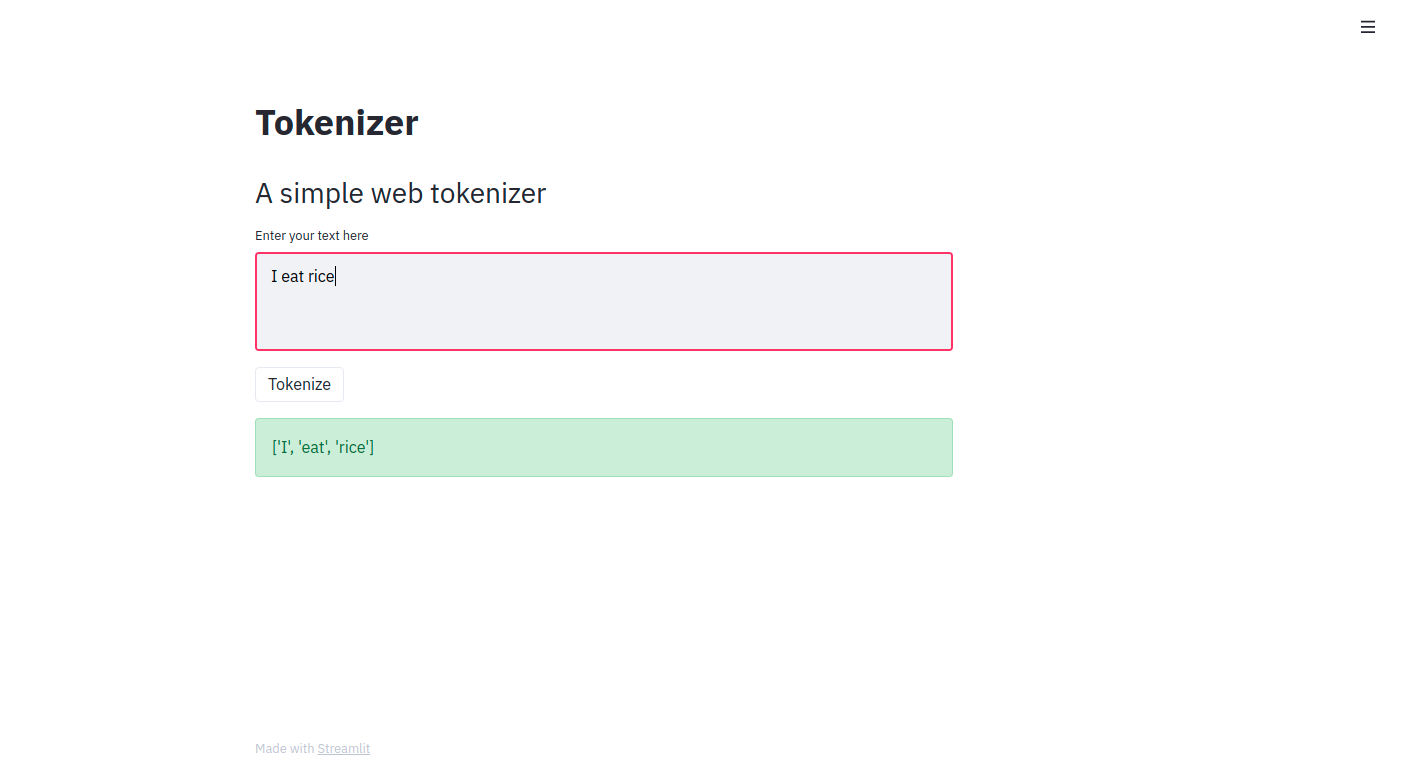 Tokenizer
A simple web tokenizer
Enter your text here
I eat rice
Tokenize
['I', 'eat', 'rice']
Made with Streamlit